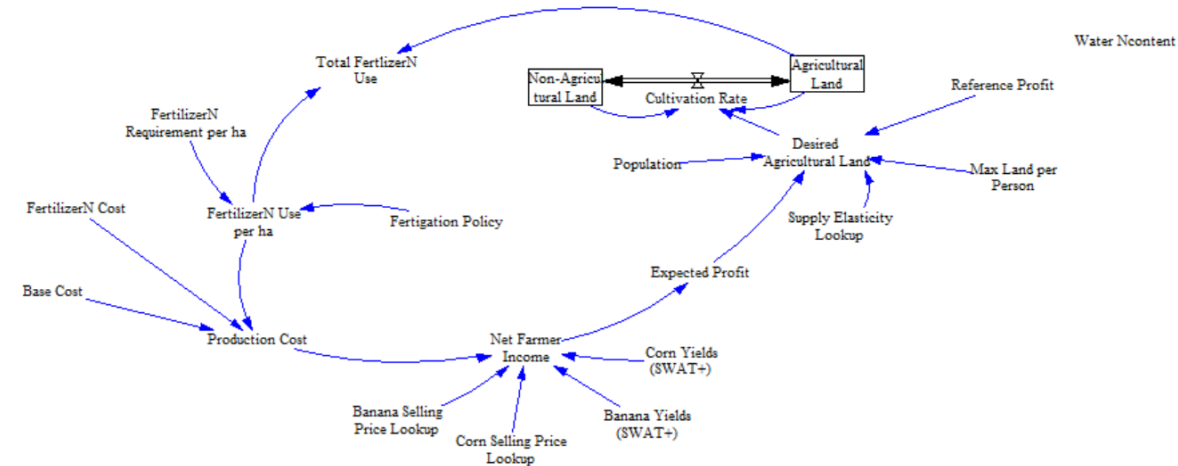 Water Ncontent
Total FertlizerN
Use
Non-Agricu
tural Land
Cultivation Rate
Agricultural
Land
Reference Profit
FertilizerN
Requirement per ha
Desired
Agricultural Land
Population
Max Land per
Person
FertilizerN Cost
FertilizerN Use
per ha
Fertigation Policy
Supply Elasticity
Lookup
Expected Profit
Base Cost
Production Cost
Net Farmer
Income
Corn Yields
(SWAT+)
Banana Selling
Price Lookup
Corn Selling Price
Lookup
Banana Yields
(SWAT+)